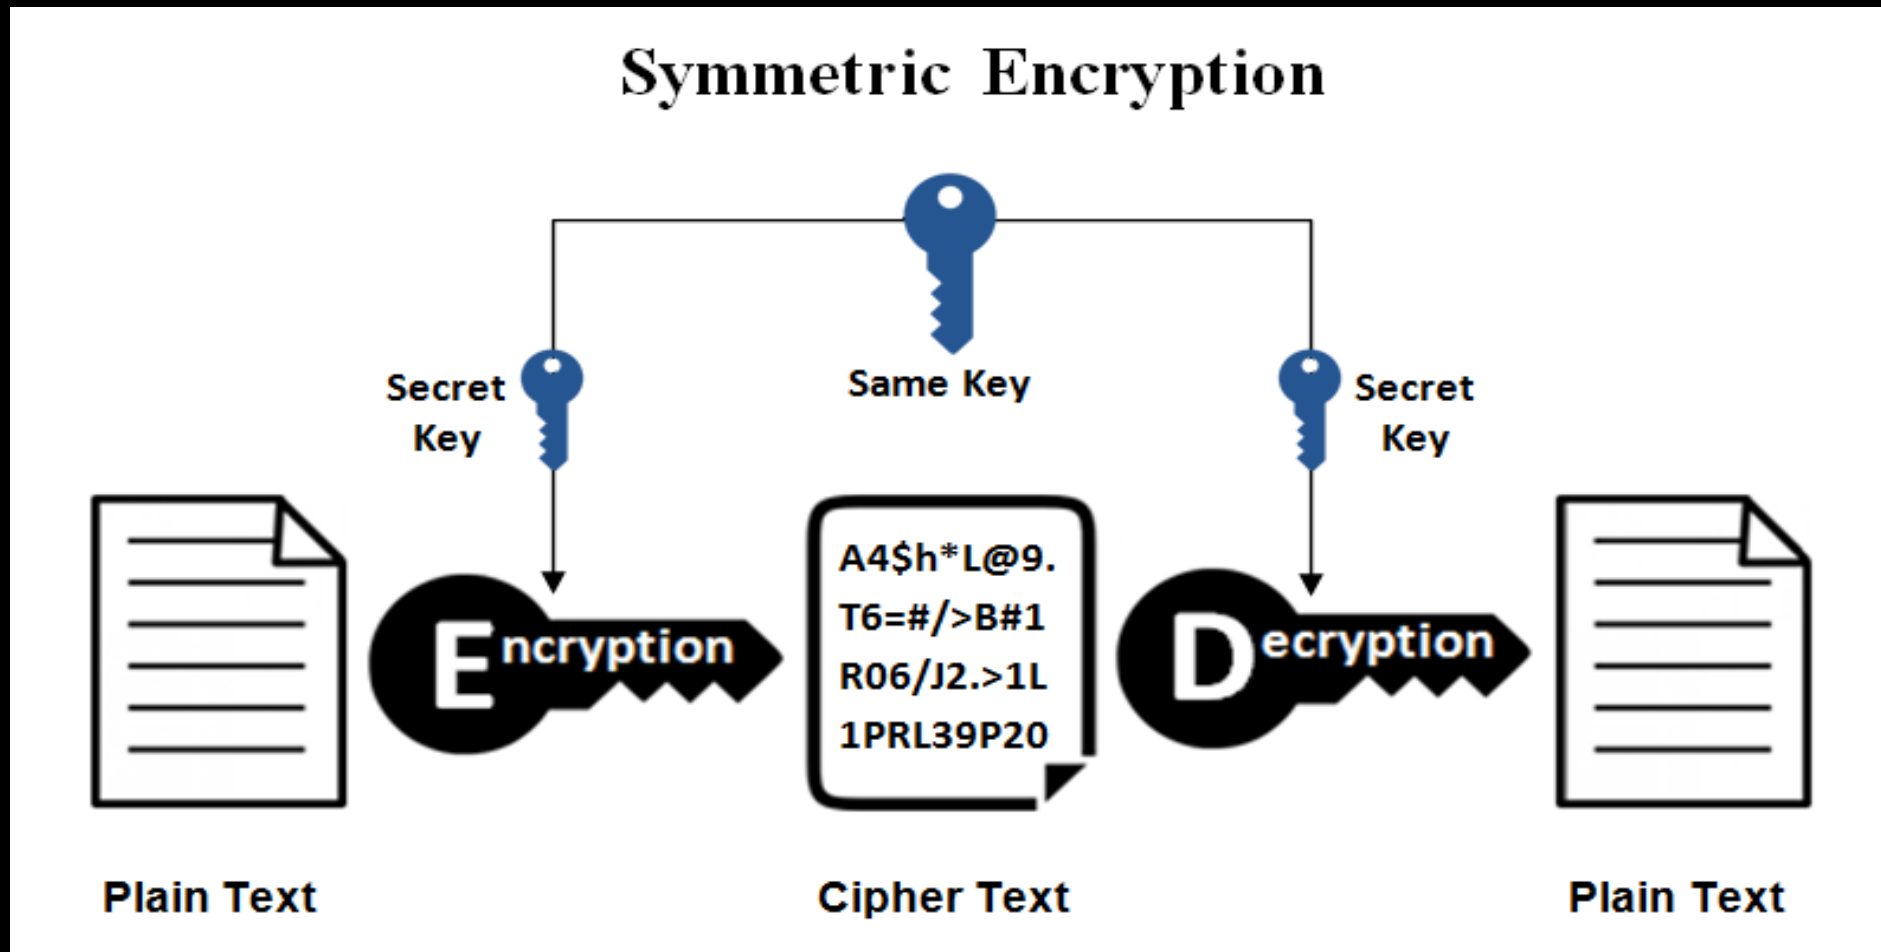 Symmetric Encryption
Same Key
Secret
Key
Secret
Key
Encryption
A4$h*L@9.
T6=#/>B#1
R06/J2.>1L
1PRL39P20
Decryption
Plain Text
Cipher Text
Plain Text